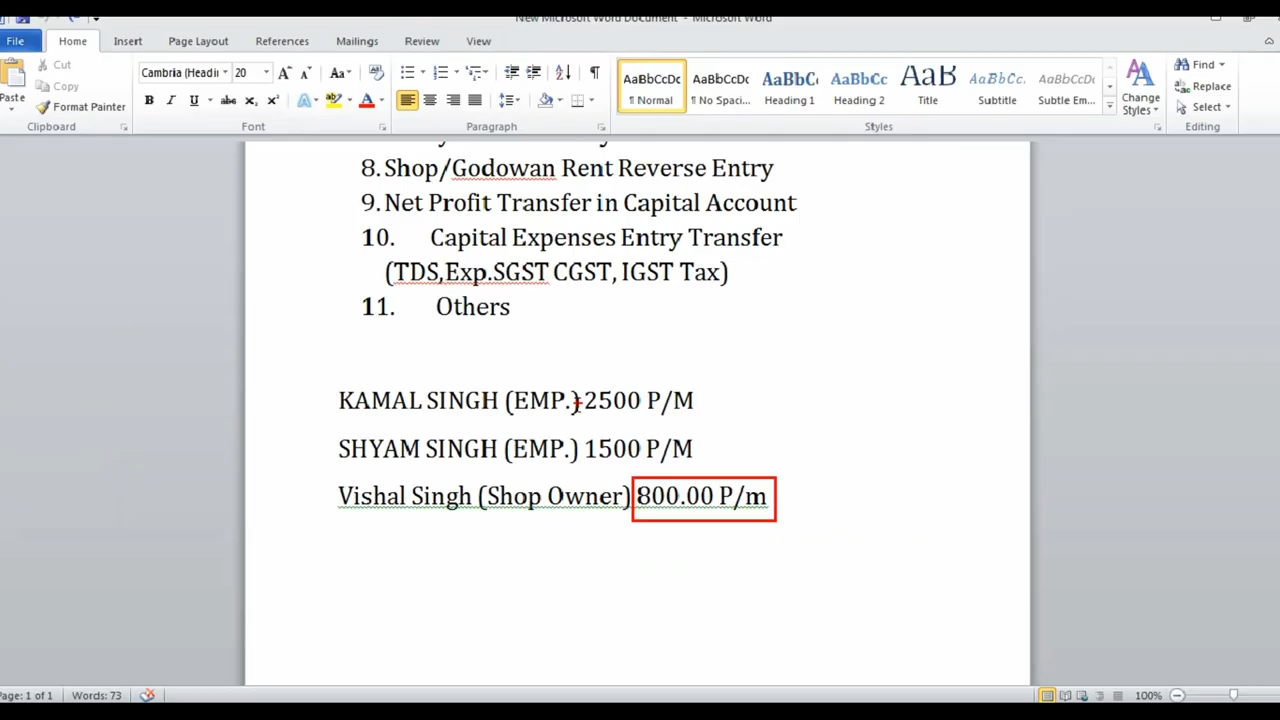 New Microsoft Word Document - Microsoft Word
File Home Insert Page Layout References Mailings Review View
Cut
Copy
Paste Format Painter
Cambria (Headi 20 Aa
B I U abc x₂ x² A A
AaBbCcDc AaBbCcDc AaBbC AaBbCc AaB AaBbCc. AaBbCcDc
¶ Normal ¶ No Spaci... Heading 1 Heading 2 Title Subtitle Subtle Em...
Change Styles
Find
Replace
Select
Clipboard Font Paragraph Styles Editing
8. Shop/Godowan Rent Reverse Entry
9. Net Profit Transfer in Capital Account
10. Capital Expenses Entry Transfer
(TDS,Exp.SGST CGST, IGST Tax)
11. Others
KAMAL SINGH (EMP.) 2500 P/M
SHYAM SINGH (EMP.) 1500 P/M
Vishal Singh (Shop Owner) 800.00 P/m
Page: 1 of 1 Words: 73 100%